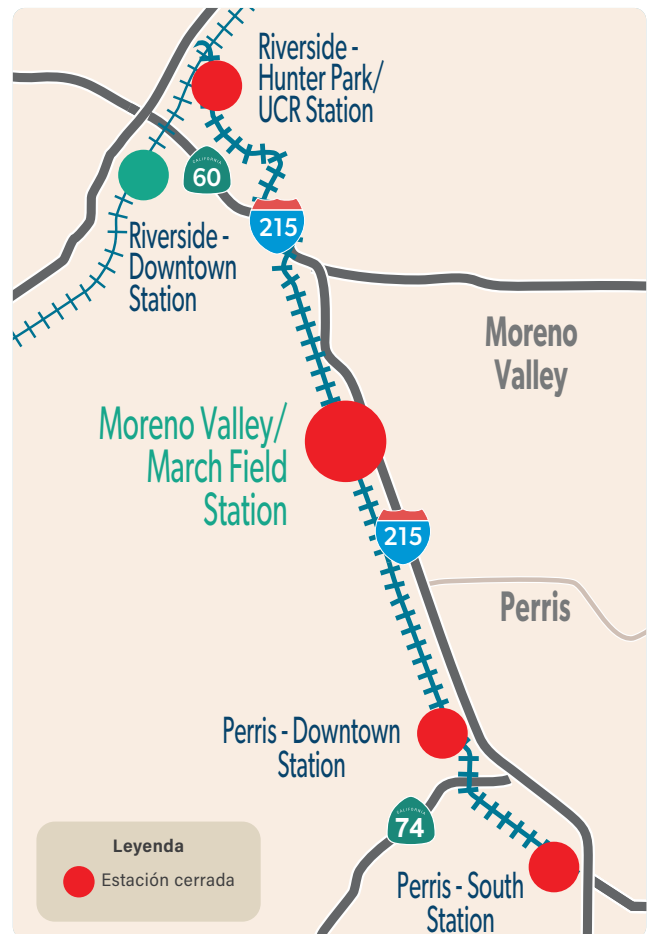 Riverside -
Hunter Park/
UCR Station
CALIFORNIA
60
215
Riverside -
Downtown
Station
Moreno
Valley
Moreno Valley/
March Field
Station
215
Perris
Perris - Downtown
Station
CALIFORNIA
74
Leyenda
Estación cerrada
Perris - South
Station